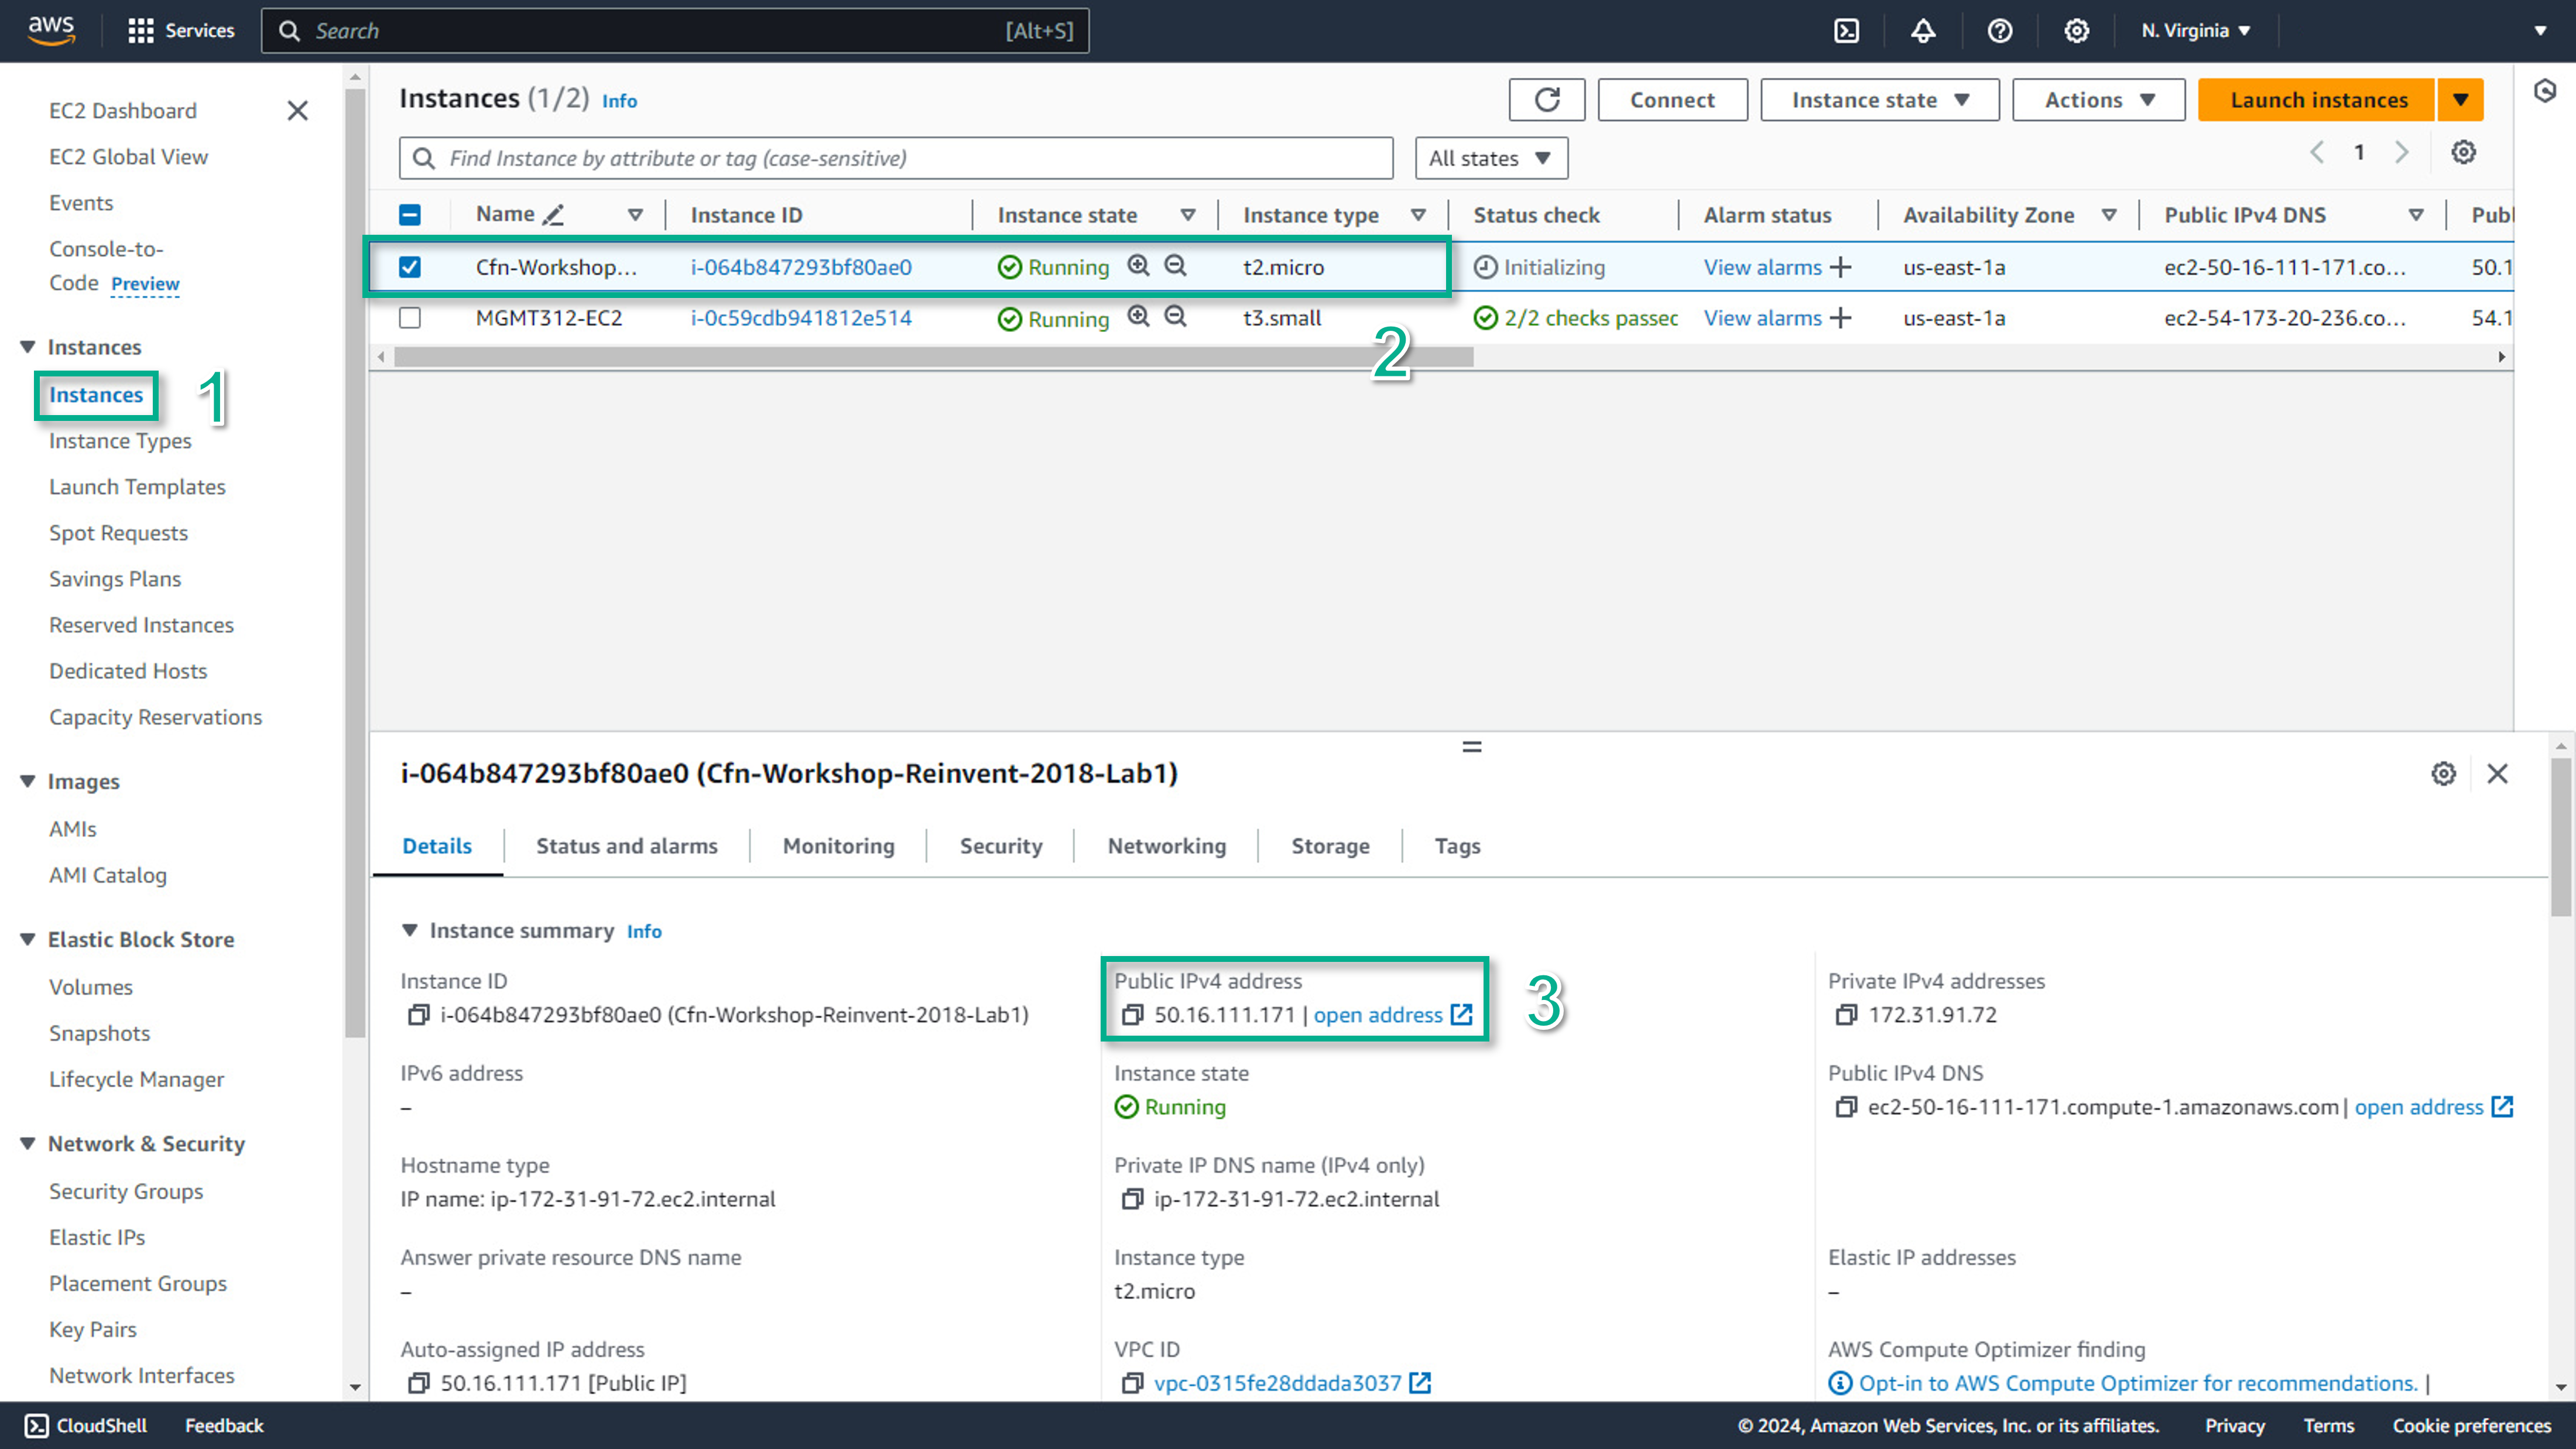 aws
Services
Search [Alt+S]
N. Virginia
EC2 Dashboard
EC2 Global View
Events
Console-to-
Code Preview
Instances
Instances
1
Instance Types
Launch Templates
Spot Requests
Savings Plans
Reserved Instances
Dedicated Hosts
Capacity Reservations
Images
AMIs
AMI Catalog
Elastic Block Store
Volumes
Snapshots
Lifecycle Manager
Network & Security
Security Groups
Elastic IPs
Placement Groups
Key Pairs
Network Interfaces
Instances (1/2) Info
Connect
Instance state
Actions
Launch instances
Find Instance by attribute or tag (case-sensitive)
All states
1
Name Instance ID Instance state Instance type Status check Alarm status Availability Zone Public IPv4 DNS Publ
Cfn-Workshop... i-064b847293bf80ae0 Running t2.micro Initializing View alarms + us-east-1a ec2-50-16-111-171.co... 50.1
MGMT312-EC2 i-0c59cdb941812e514 Running t3.small 2/2 checks passec View alarms + us-east-1a ec2-54-173-20-236.co... 54.1
2
i-064b847293bf80ae0 (Cfn-Workshop-Reinvent-2018-Lab1)
Details Status and alarms Monitoring Security Networking Storage Tags
Instance summary Info
Instance ID
i-064b847293bf80ae0 (Cfn-Workshop-Reinvent-2018-Lab1)
Public IPv4 address
50.16.111.171 | open address
3
Private IPv4 addresses
172.31.91.72
IPv6 address
–
Instance state
Running
Public IPv4 DNS
ec2-50-16-111-171.compute-1.amazonaws.com | open address
Hostname type
IP name: ip-172-31-91-72.ec2.internal
Private IP DNS name (IPv4 only)
ip-172-31-91-72.ec2.internal
Answer private resource DNS name
–
Instance type
t2.micro
Elastic IP addresses
–
Auto-assigned IP address
50.16.111.171 [Public IP]
VPC ID
vpc-0315fe28ddada3037
AWS Compute Optimizer finding
Opt-in to AWS Compute Optimizer for recommendations. |
CloudShell Feedback
© 2024, Amazon Web Services, Inc. or its affiliates. Privacy Terms Cookie preferences